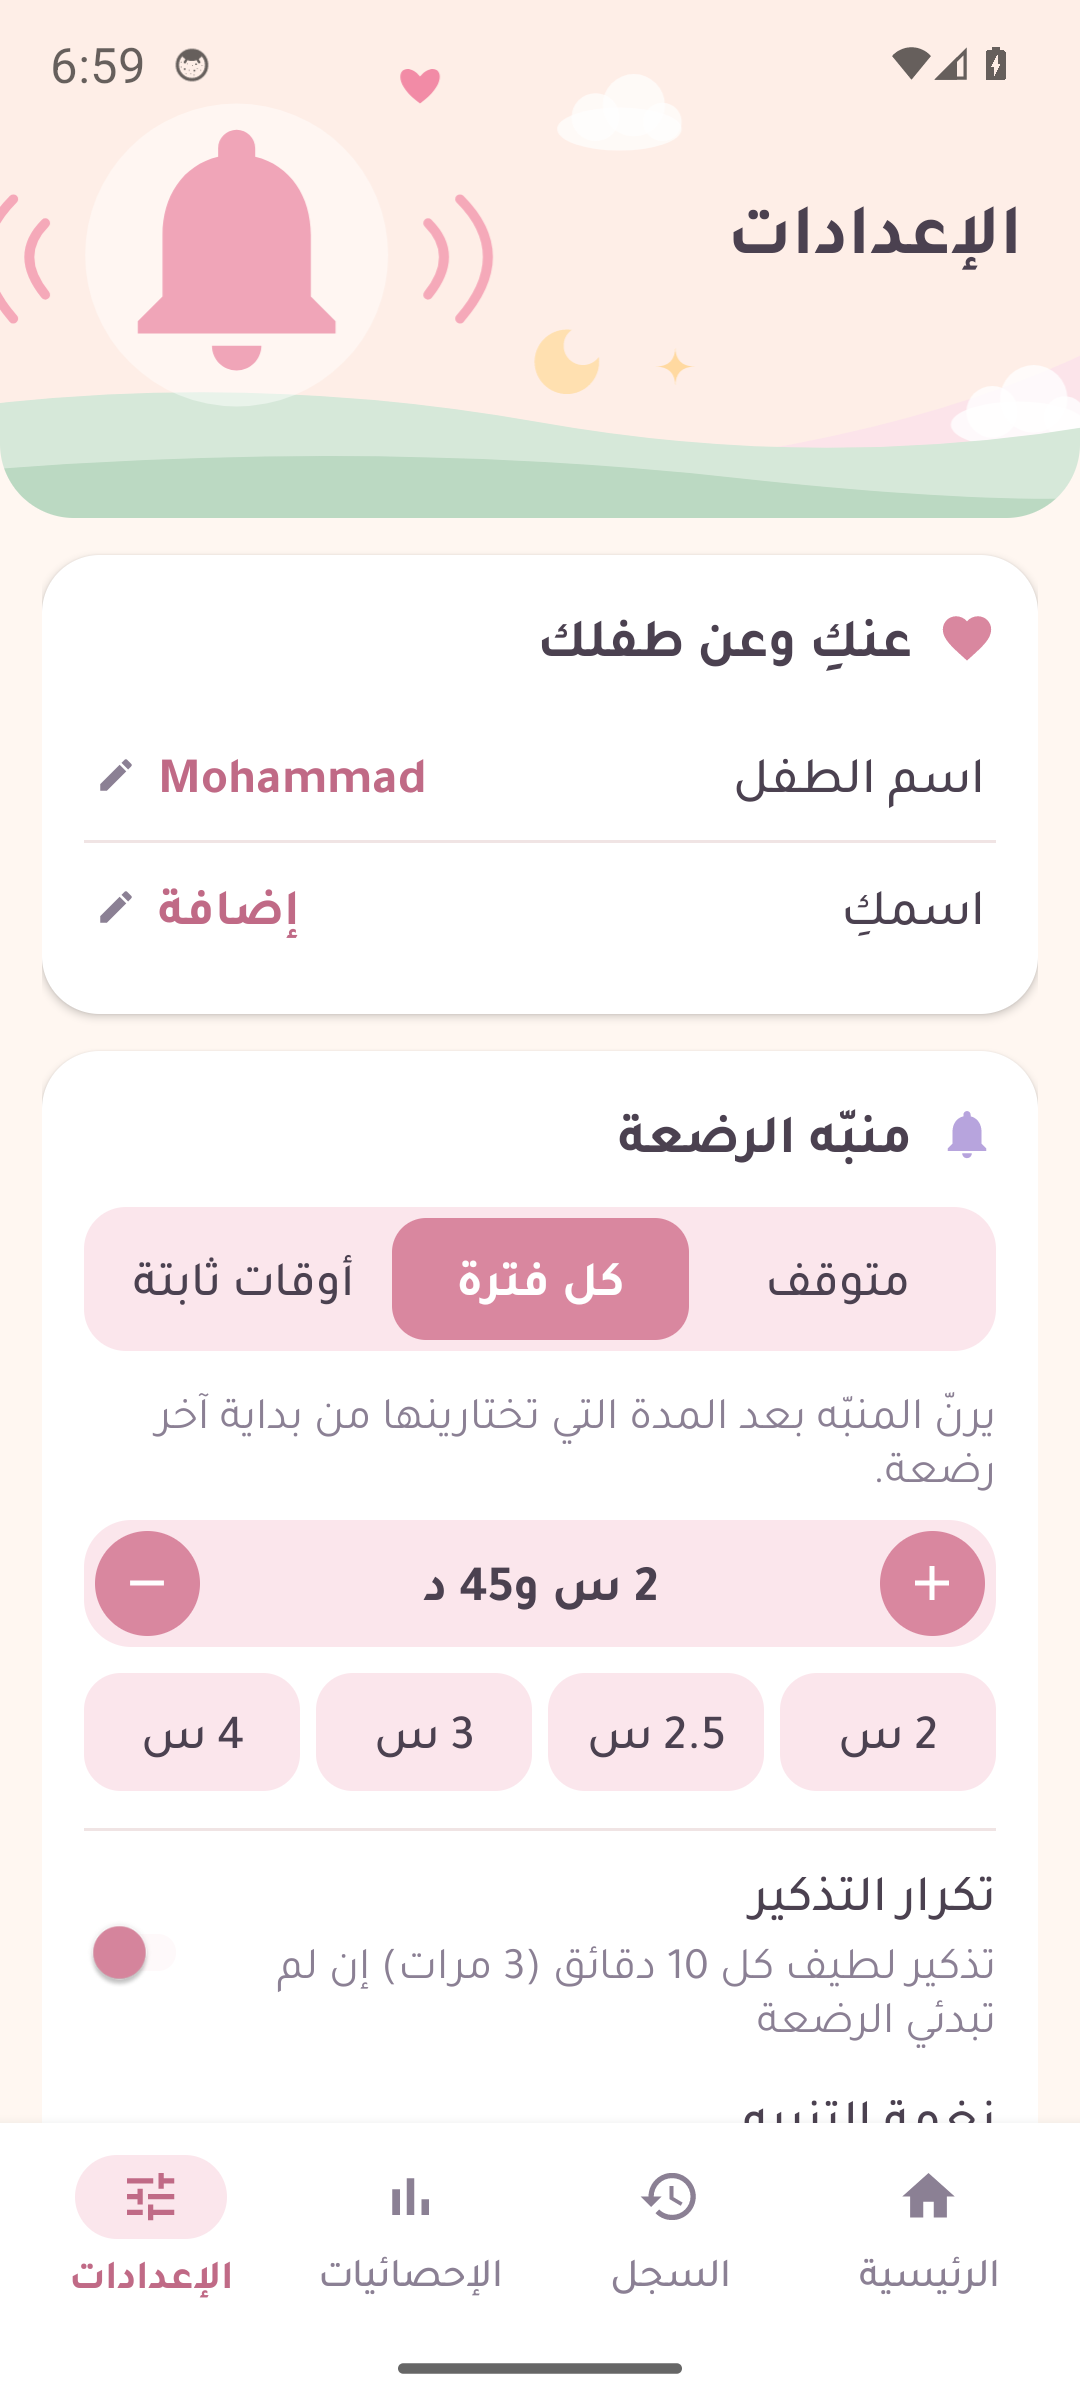 6:59
الإعدادات
عنكِ وعن طفلك
اسم الطفل
Mohammad
اسمكِ
إضافة
منبّه الرضعة
متوقف
كل فترة
أوقات ثابتة
يرنّ المنبّه بعد المدة التي تختارينها من بداية آخر
رضعة.
2 س و45 د
2 س
2.5 س
3 س
4 س
تكرار التذكير
تذكير لطيف كل 10 دقائق (3 مرات) إن لم
تبدئي الرضعة
نغمة التنبيه
الرئيسية
السجل
الإحصائيات
الإعدادات